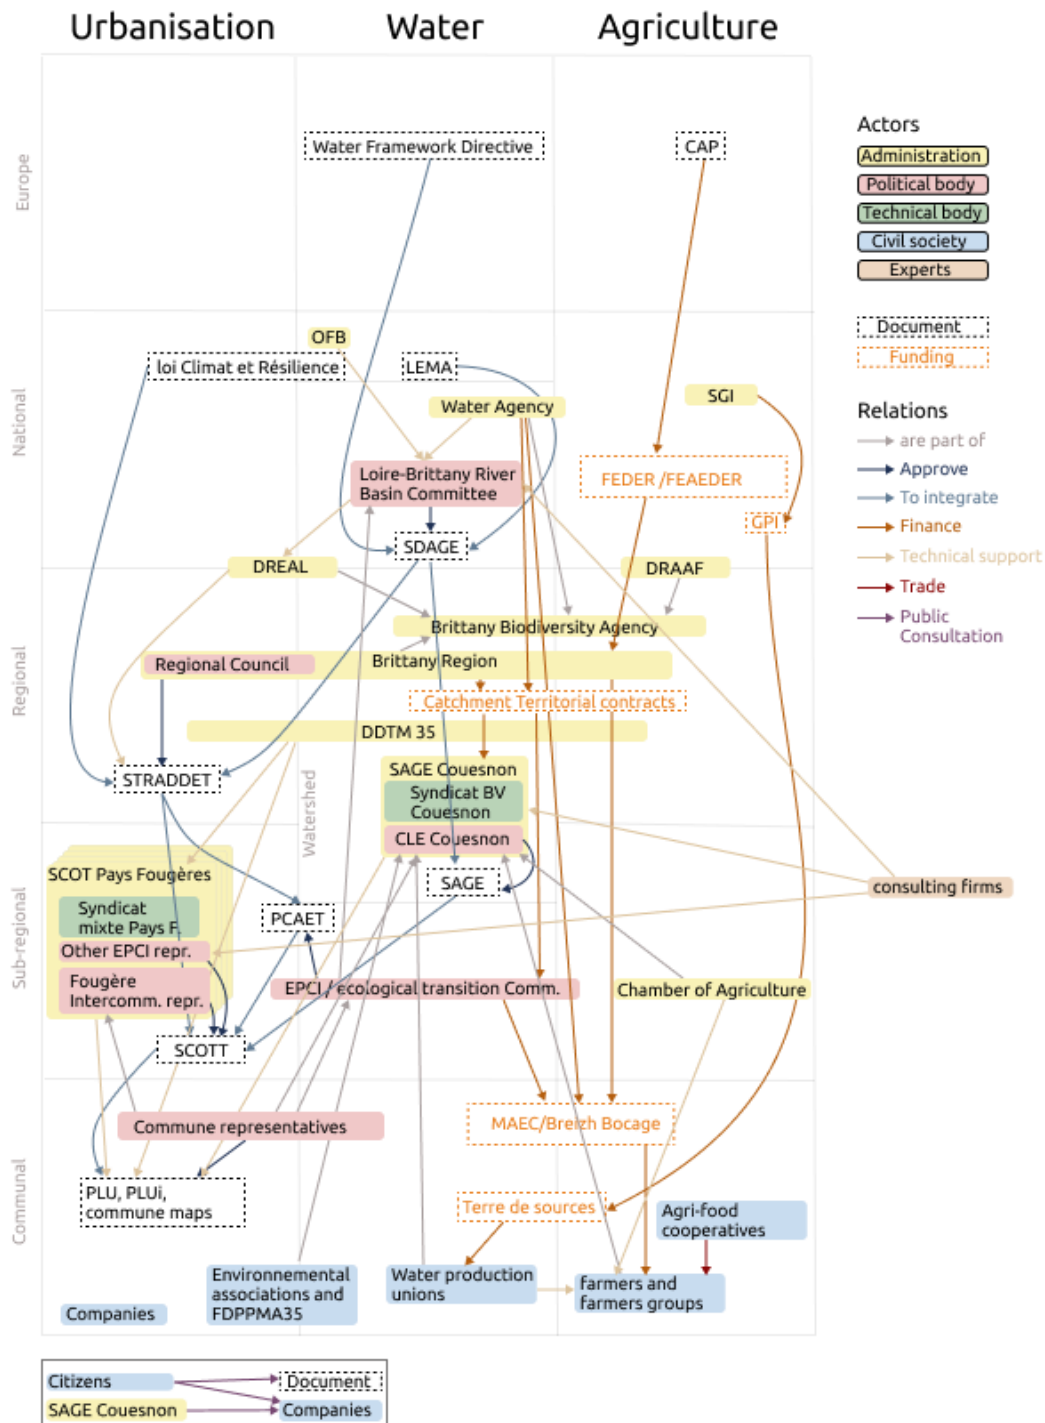 Urbanisation
Water
Agriculture
Europe
Water Framework Directive
CAP
National
OFB
loi Climat et Résilience
LEMA
Water Agency
SGI
Loire-Brittany River
Basin Committee
FEDER /FEAEDER
GPI
SDAGE
Regional
DREAL
DRAAF
Brittany Biodiversity Agency
Regional Council
Brittany Region
Catchment Territorial contracts
DDTM 35
STRADDET
Watershed
SAGE Couesnon
Syndicat BV
Couesnon
CLE Couesnon
Sub-regional
SCOT Pays Fougères
Syndicat
mixte Pays F.
Other EPCI repr.
Fougère
Intercomm. repr.
SAGE
PCAET
consulting firms
EPCI / ecological transition Comm.
Chamber of Agriculture
SCOTT
Communal
Commune representatives
MAEC/Breizh Bocage
PLU, PLUi,
commune maps
Terre de sources
Agri-food
cooperatives
Companies
Environnemental
associations and
FDPPMA35
Water production
unions
farmers and
farmers groups
Actors
Administration
Political body
Technical body
Civil society
Experts
Document
Funding
Relations
are part of
Approve
To integrate
Finance
Technical support
Trade
Public
Consultation
Citizens
Document
SAGE Couesnon
Companies